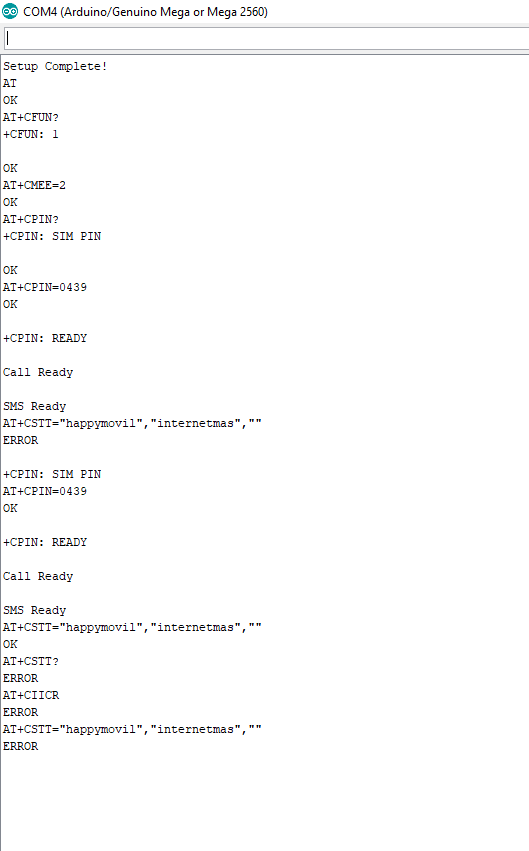 COM4 (Arduino/Genuino Mega or Mega 2560)
Setup Complete!
AT
OK
AT+CFUN?
+CFUN: 1
OK
AT+CMEE=2
OK
AT+CPIN?
+CPIN: SIM PIN
OK
AT+CPIN=0439
OK
+CPIN: READY
Call Ready
SMS Ready
AT+CSTT="happymovil","internetmas",""
ERROR
+CPIN: SIM PIN
AT+CPIN=0439
OK
+CPIN: READY
Call Ready
SMS Ready
AT+CSTT="happymovil","internetmas",""
OK
AT+CSTT?
ERROR
AT+CIICR
ERROR
AT+CSTT="happymovil","internetmas",""
ERROR